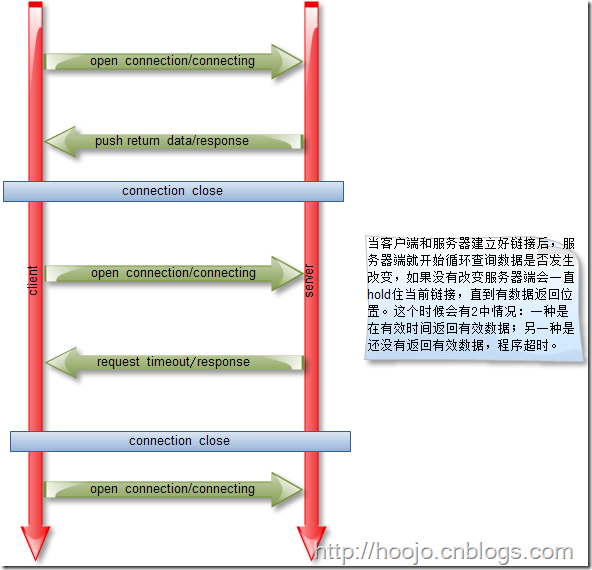 open connection/connecting
push return data/response
connection close
client
open connection/connecting
server
当客户端和服务器建立好链接后，服
务器端就开始循环查询数据是否发生
改变，如果没有改变服务器端会一直
hold住当前链接，直到有数据返回位
置。这个时候会有2中情况：一种是
在有效时间返回有效数据；另一种是
还没有返回有效数据，程序超时。
request timeout/response
connection close
open connection/connecting
http://hoojo.cnblogs.com